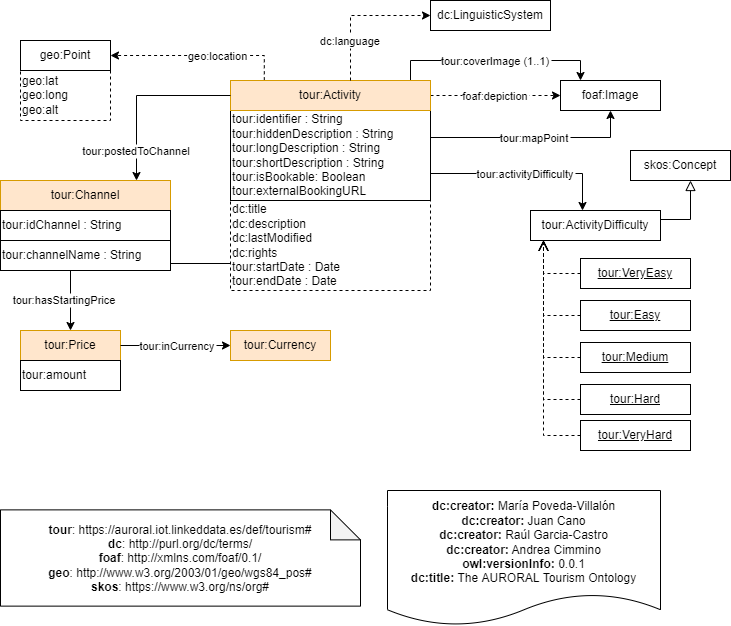 dc:LinguisticSystem
dc:language
geo:Point
geo:lat
geo:long
geo:alt
geo:location
tour:coverImage (1..1)
tour:Activity
tour:identifier : String
tour:hiddenDescription : String
tour:longDescription : String
tour:shortDescription : String
tour:isBookable: Boolean
tour:externalBookingURL
dc:title
dc:description
dc:lastModified
dc:rights
tour:startDate : Date
tour:endDate : Date
foaf:depiction
foaf:Image
tour:mapPoint
tour:postedToChannel
tour:activityDifficulty
skos:Concept
tour:Channel
tour:idChannel : String
tour:channelName : String
tour:ActivityDifficulty
tour:VeryEasy
tour:Easy
tour:Medium
tour:Hard
tour:VeryHard
tour:hasStartingPrice
tour:Price
tour:amount
tour:inCurrency
tour:Currency
tour: https://auroral.iot.linkeddata.es/def/tourism#
dc: http://purl.org/dc/terms/
foaf: http://xmlns.com/foaf/0.1/
geo: http://www.w3.org/2003/01/geo/wgs84_pos#
skos: https://www.w3.org/ns/org#
dc:creator: María Poveda-Villalón
dc:creator: Juan Cano
dc:creator: Raúl Garcia-Castro
dc:creator: Andrea Cimmino
owl:versionInfo: 0.0.1
dc:title: The AURORAL Tourism Ontology